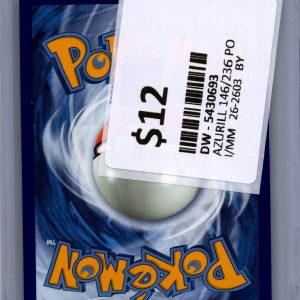 POKéMON
$12
DW - 5430693
AZURILL 146/236 PO
I/MM 26-2603 BY
POKéMON